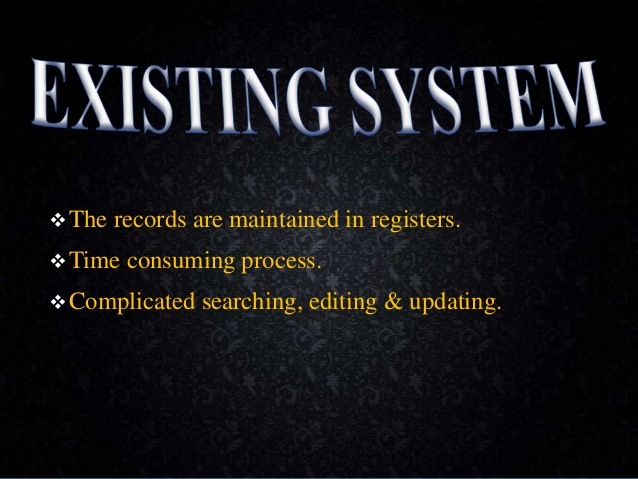 EXISTING SYSTEM
❖The records are maintained in registers.
❖Time consuming process.
❖Complicated searching, editing & updating.